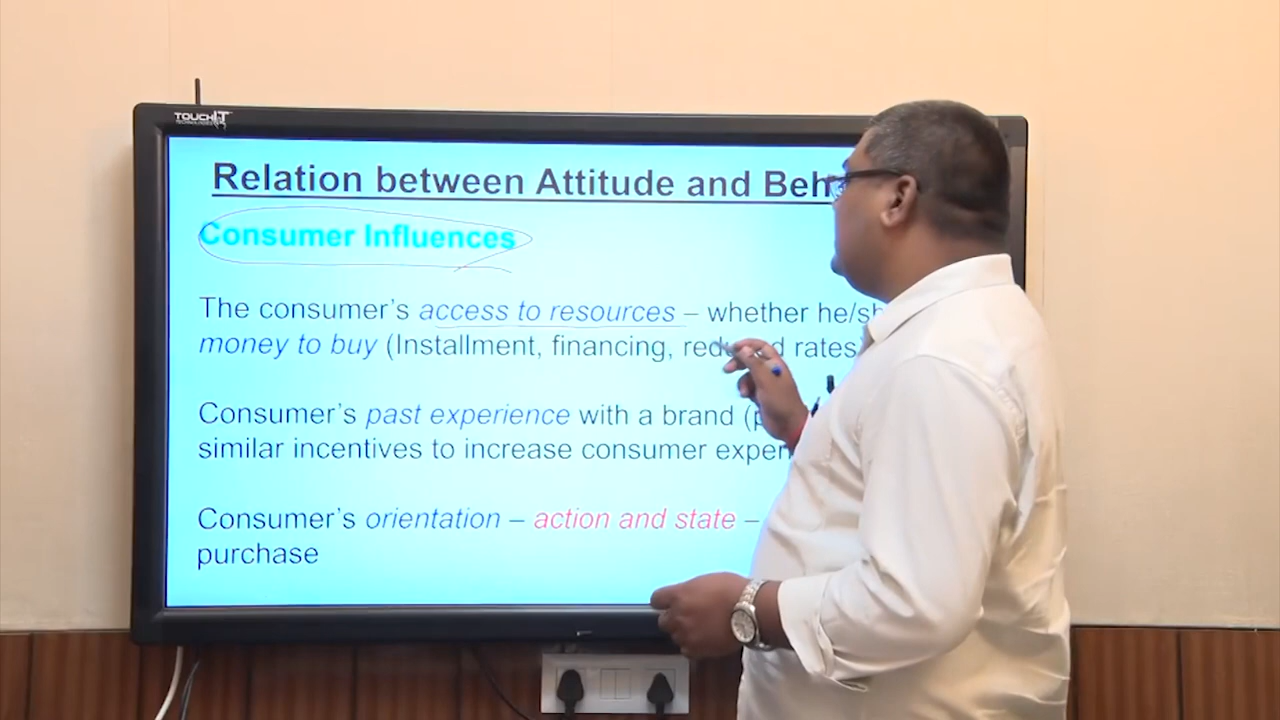 TOUCHIT
TECHNOLOGIES
Relation between Attitude and Beh
Consumer Influences
The consumer's access to resources – whether he/sh
money to buy (Installment, financing, rates)
Consumer's past experience with a brand (p
similar incentives to increase consumer exper
Consumer's orientation – action and state –
purchase